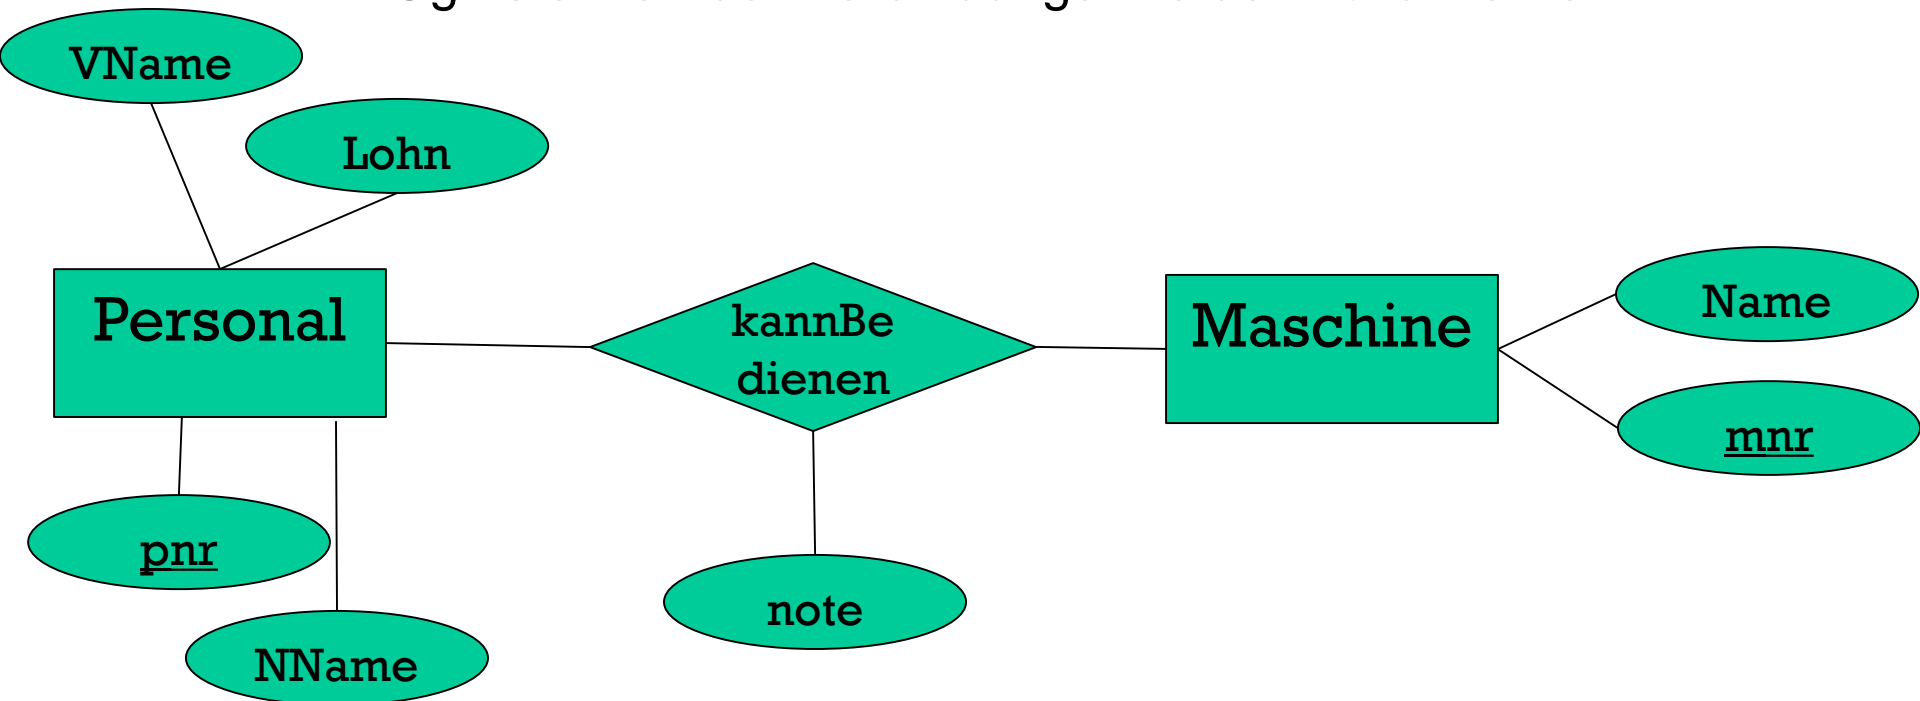 VName
Lohn
Personal
kannBe
dienen
Maschine
Name
mnr
pnr
note
NName